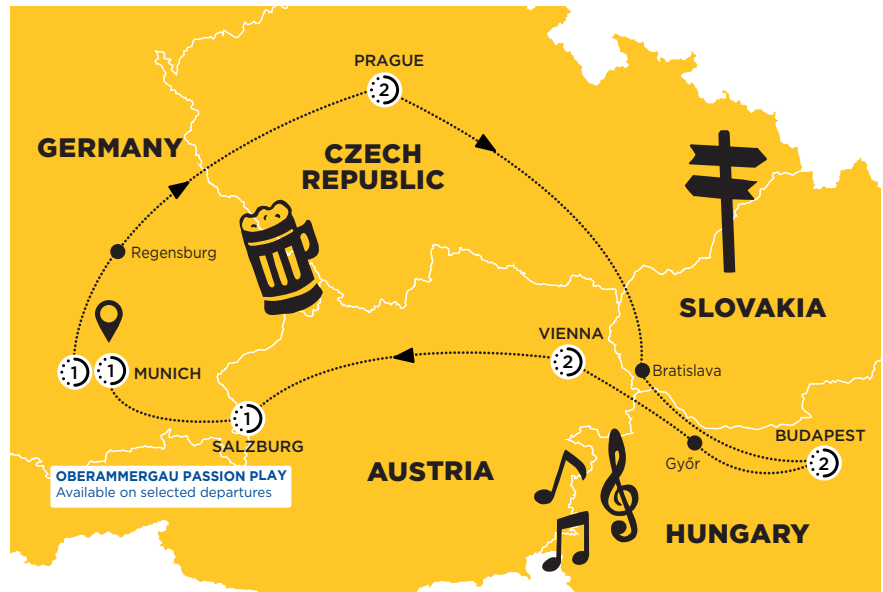 PRAGUE
2
GERMANY
CZECH
REPUBLIC
Regensburg
SLOVAKIA
VIENNA
2
1
1
MUNICH
Bratislava
1
SALZBURG
BUDAPEST
2
Győr
OBERAMMERGAU PASSION PLAY
Available on selected departures
AUSTRIA
HUNGARY